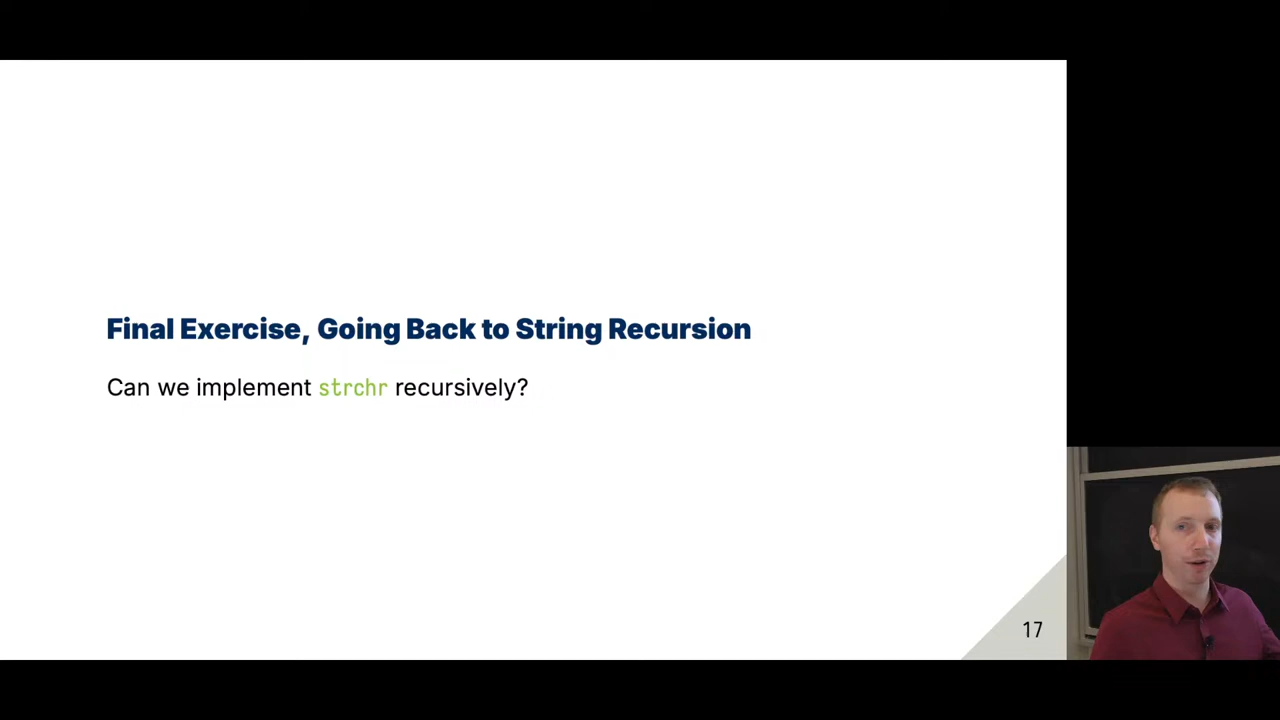 Final Exercise, Going Back to String Recursion
Can we implement strchr recursively?
17